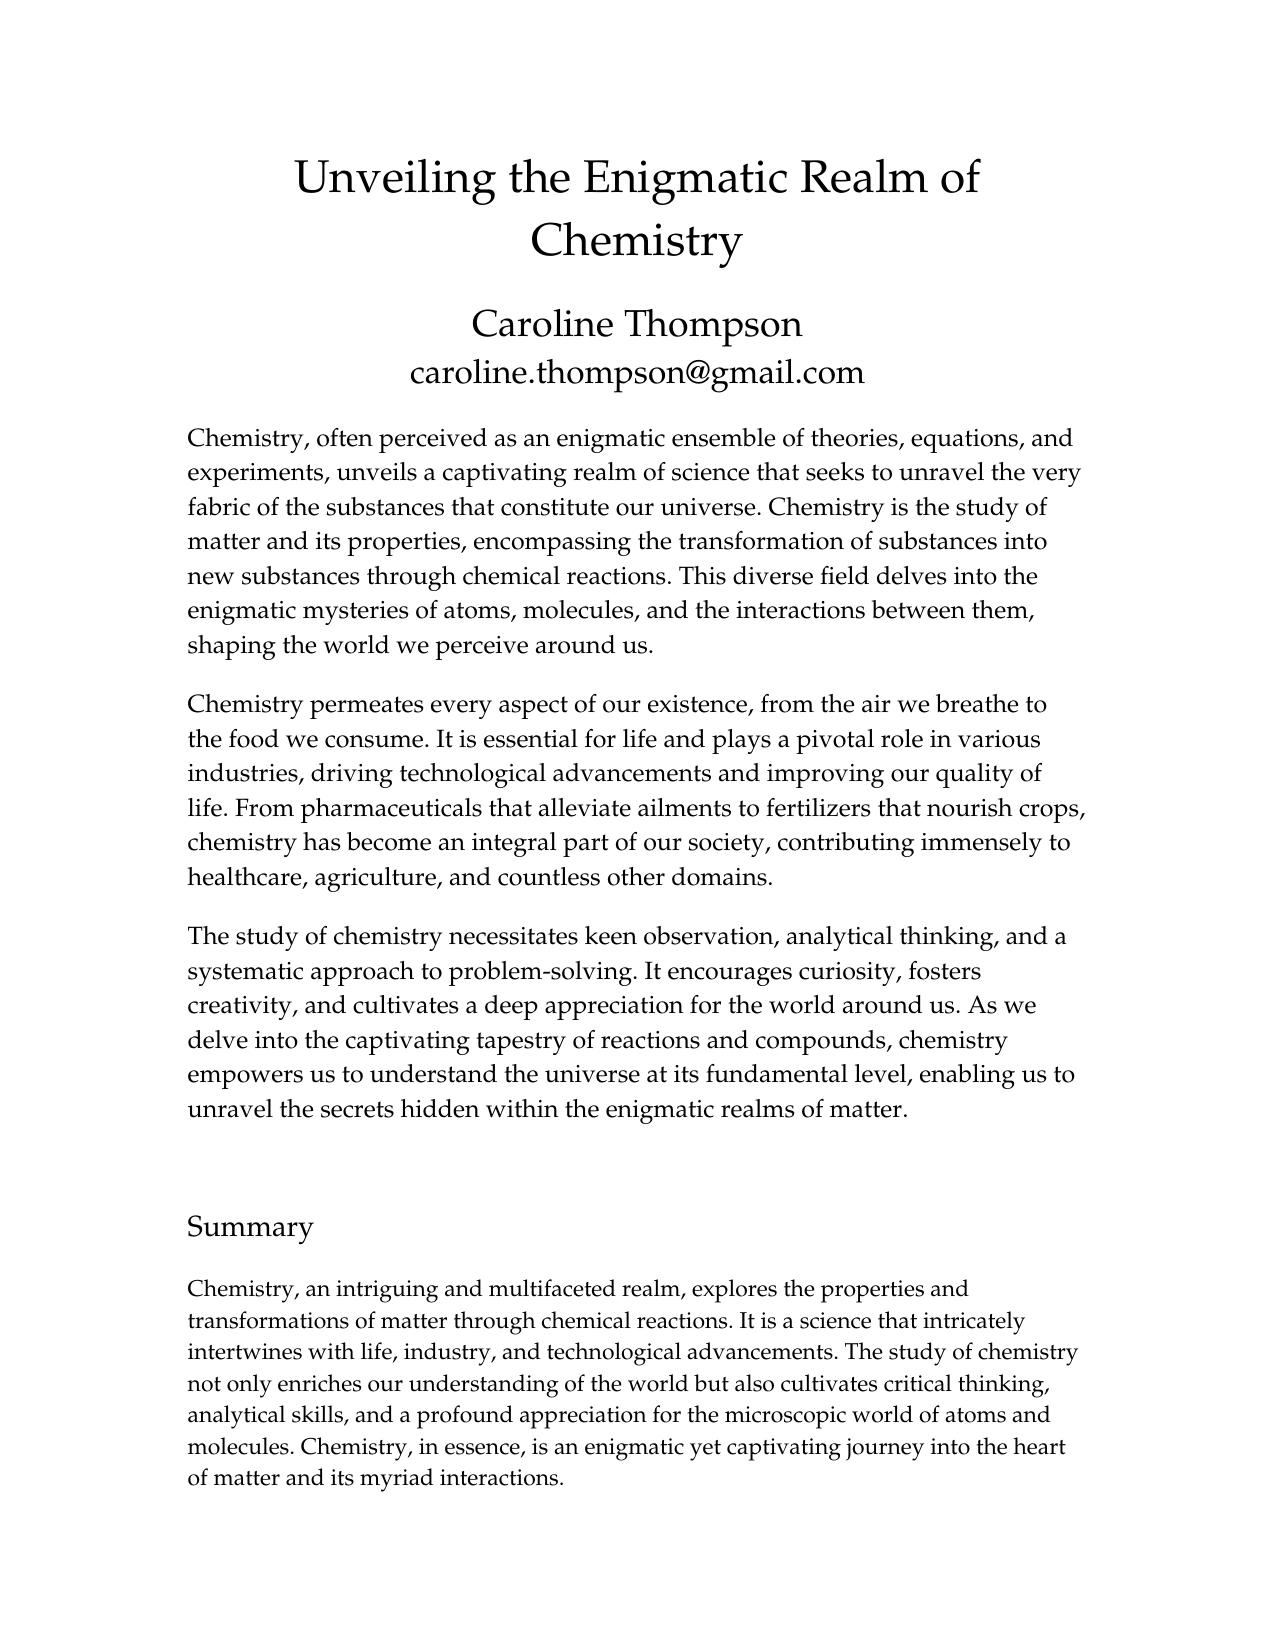 Unveiling the Enigmatic Realm of
Chemistry
Caroline Thompson
caroline.thompson@gmail.com
Chemistry, often perceived as an enigmatic ensemble of theories, equations, and
experiments, unveils a captivating realm of science that seeks to unravel the very
fabric of the substances that constitute our universe. Chemistry is the study of
matter and its properties, encompassing the transformation of substances into
new substances through chemical reactions. This diverse field delves into the
enigmatic mysteries of atoms, molecules, and the interactions between them,
shaping the world we perceive around us.
Chemistry permeates every aspect of our existence, from the air we breathe to
the food we consume. It is essential for life and plays a pivotal role in various
industries, driving technological advancements and improving our quality of
life. From pharmaceuticals that alleviate ailments to fertilizers that nourish crops,
chemistry has become an integral part of our society, contributing immensely to
healthcare, agriculture, and countless other domains.
The study of chemistry necessitates keen observation, analytical thinking, and a
systematic approach to problem-solving. It encourages curiosity, fosters
creativity, and cultivates a deep appreciation for the world around us. As we
delve into the captivating tapestry of reactions and compounds, chemistry
empowers us to understand the universe at its fundamental level, enabling us to
unravel the secrets hidden within the enigmatic realms of matter.
Summary
Chemistry, an intriguing and multifaceted realm, explores the properties and
transformations of matter through chemical reactions. It is a science that intricately
intertwines with life, industry, and technological advancements. The study of chemistry
not only enriches our understanding of the world but also cultivates critical thinking,
analytical skills, and a profound appreciation for the microscopic world of atoms and
molecules. Chemistry, in essence, is an enigmatic yet captivating journey into the heart
of matter and its myriad interactions.